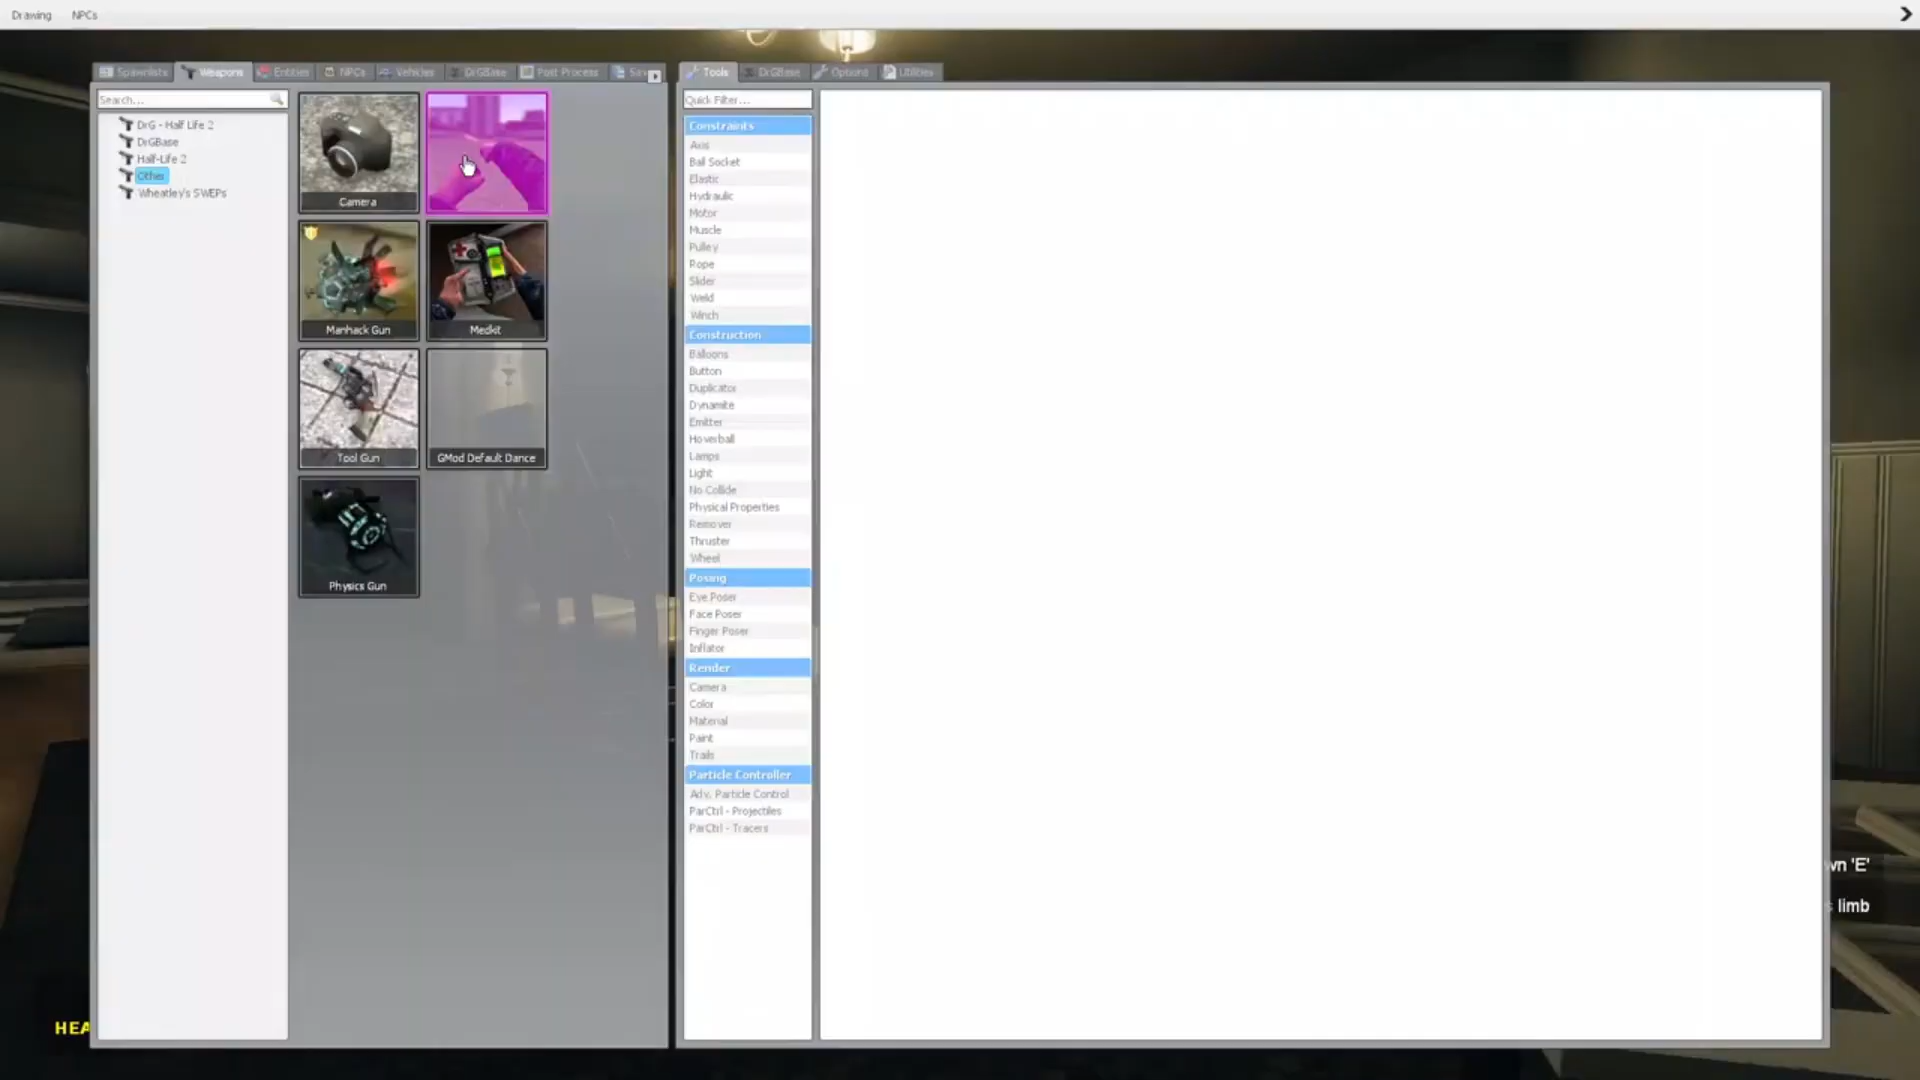 Drawing NPCs
Spawnlists Weapons Entities NPCs Vehicles DrGBase Post Process Sav
Tools DrGBase Options Utilities
Search...
DrG - Half Life 2
DrGBase
Half-Life 2
Other
Wheatley's SWEPs
Camera
Manhack Gun
Medkit
Tool Gun
GMod Default Dance
Physics Gun
Quick Filter...
Constraints
Axis
Ball Socket
Elastic
Hydraulic
Motor
Muscle
Pulley
Rope
Slider
Weld
Winch
Construction
Balloons
Button
Duplicator
Dynamite
Emitter
Hoverball
Lamps
Light
No Collide
Physical Properties
Remover
Thruster
Wheel
Posing
Eye Poser
Face Poser
Finger Poser
Inflator
Render
Camera
Color
Material
Paint
Trails
Particle Controller
Adv. Particle Control
ParCtrl - Projectiles
ParCtrl - Tracers
wn 'E'
s limb
HEA